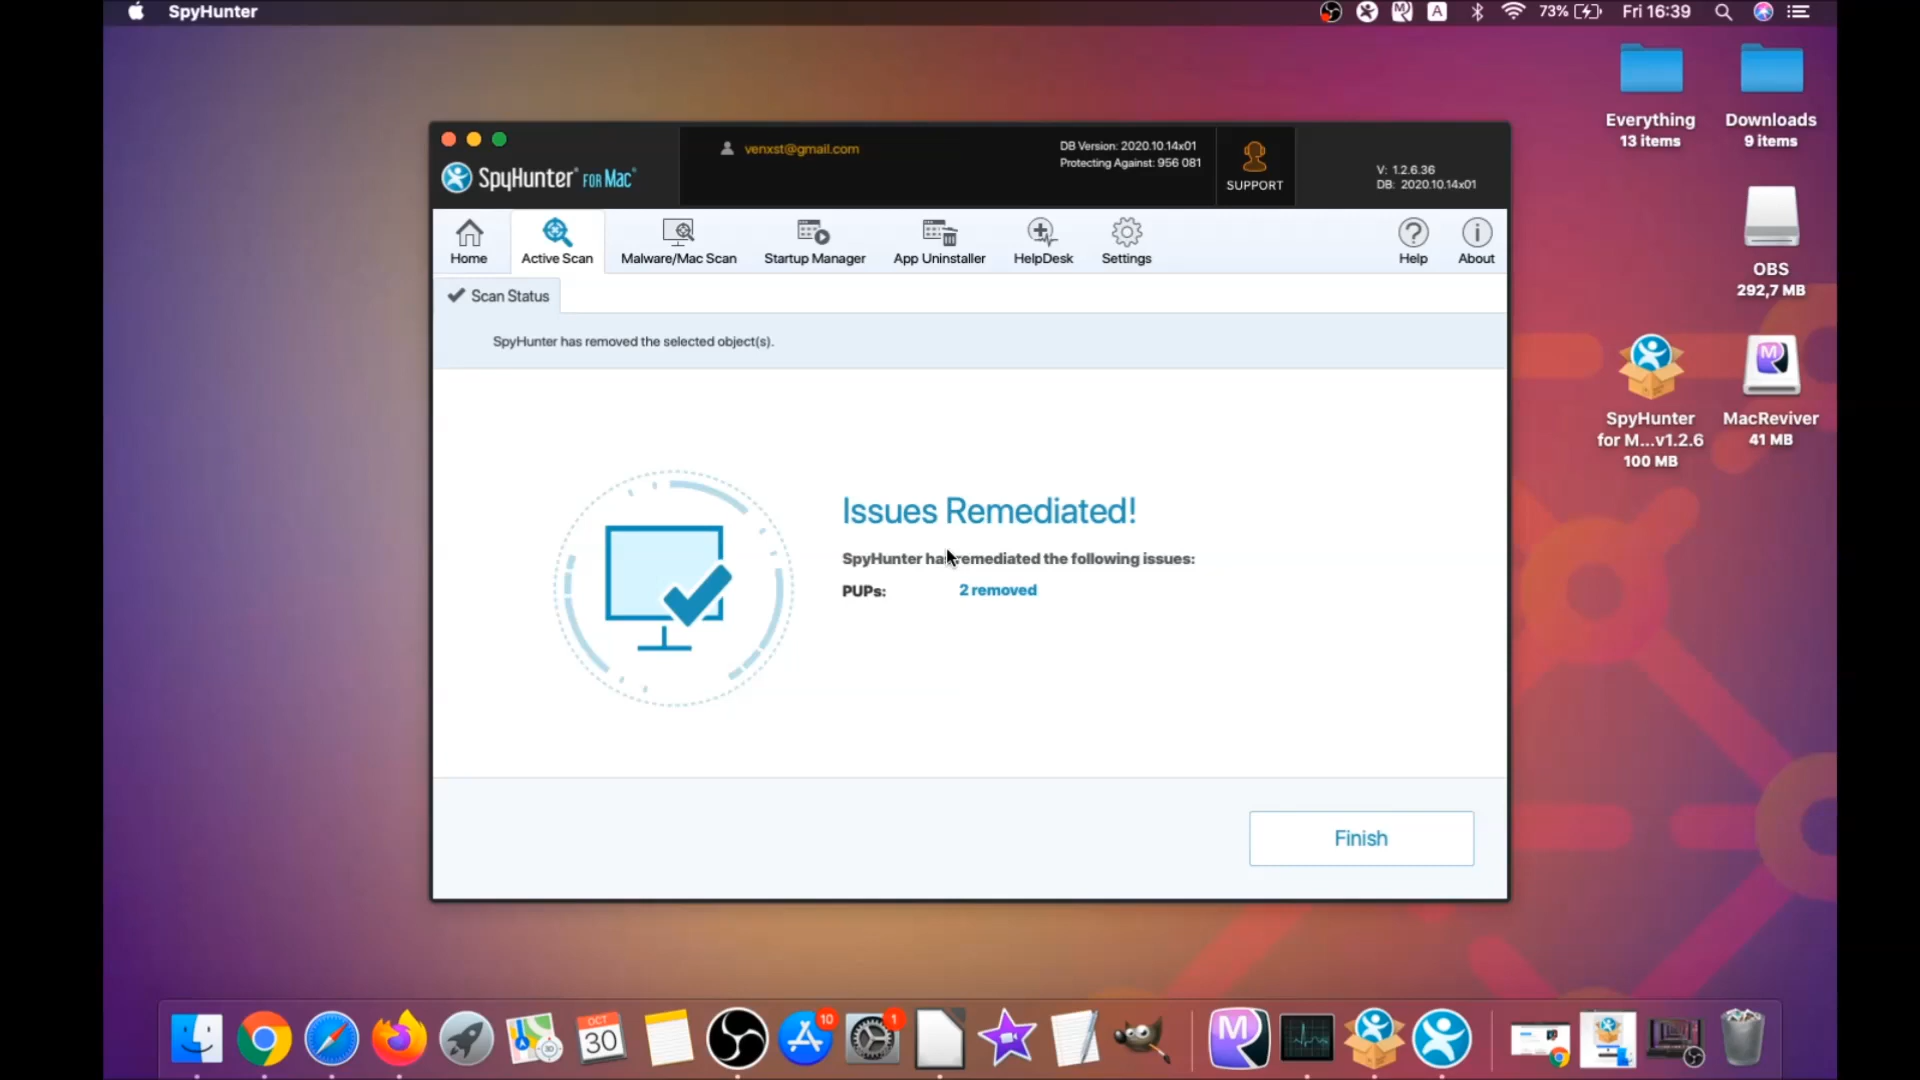 SpyHunter
A
73%
Fri 16:39
Everything
13 items
Downloads
9 items
OBS
292,7 MB
SpyHunter
for M...v1.2.6
100 MB
MacReviver
41 MB
SpyHunter® FOR MAC®
venxst@gmail.com
DB Version: 2020.10.14x01
Protecting Against: 956 081
SUPPORT
V: 1.2.6.36
DB: 2020.10.14x01
Home
Active Scan
Malware/Mac Scan
Startup Manager
App Uninstaller
HelpDesk
Settings
Help
About
Scan Status
SpyHunter has removed the selected object(s).
Issues Remediated!
SpyHunter has remediated the following issues:
PUPs: 2 removed
Finish
OCT
30
10
1